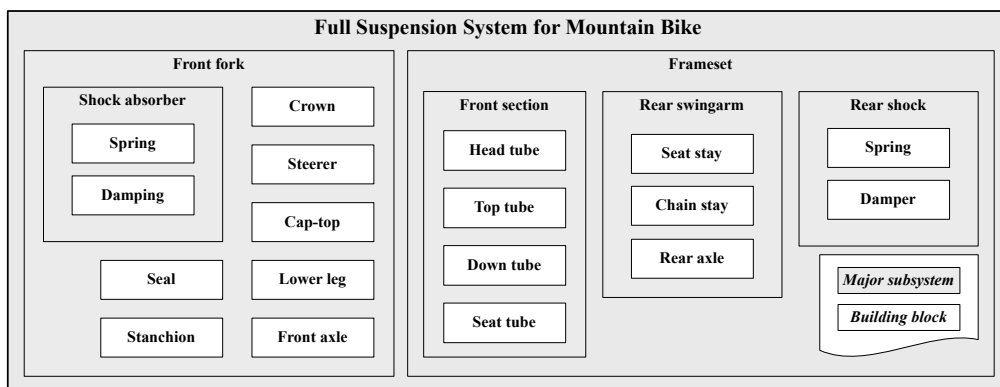 Full Suspension System for Mountain Bike
Front fork
Shock absorber
Spring
Damping
Crown
Steerer
Cap-top
Seal
Lower leg
Stanchion
Front axle
Frameset
Front section
Head tube
Top tube
Down tube
Seat tube
Rear swingarm
Seat stay
Chain stay
Rear axle
Rear shock
Spring
Damper
Major subsystem
Building block